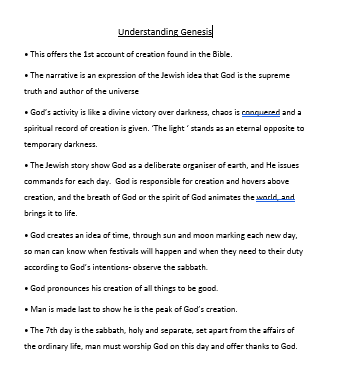 Understanding Genesis
• This offers the 1st account of creation found in the Bible.
• The narrative is an expression of the Jewish idea that God is the supreme
truth and author of the universe
• God's activity is like a divine victory over darkness, chaos is conquered and a
spiritual record of creation is given. 'The light ' stands as an eternal opposite to
temporary darkness.
• The Jewish story show God as a deliberate organiser of earth, and He issues
commands for each day.  God is responsible for creation and hovers above
creation, and the breath of God or the spirit of God animates the world, and
brings it to life.
• God creates an idea of time, through sun and moon marking each new day,
so man can know when festivals will happen and when they need to their duty
according to God's intentions- observe the sabbath.
• God pronounces his creation of all things to be good.
• Man is made last to show he is the peak of God's creation.
• The 7th day is the sabbath, holy and separate, set apart from the affairs of
the ordinary life, man must worship God on this day and offer thanks to God.